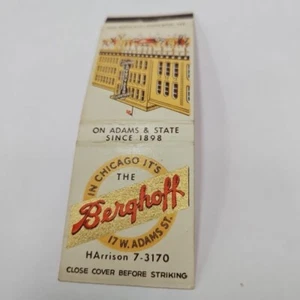 ON ADAMS & STATE
SINCE 1898
IN CHICAGO IT'S
THE
Berghoff
17 W. ADAMS ST.
HArrison 7-3170
CLOSE COVER BEFORE STRIKING